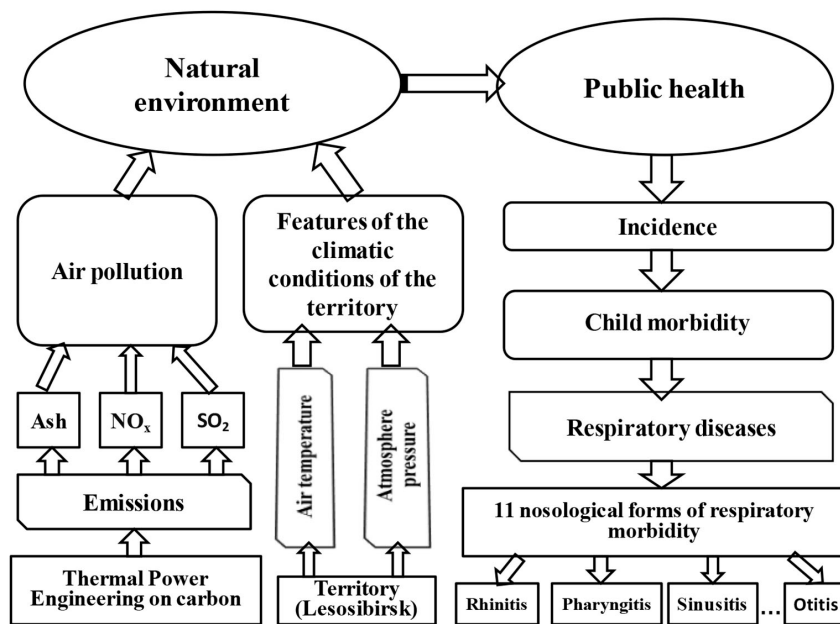 Natural
environment
Public health
Air pollution
Features of the
climatic
conditions of the
territory
Incidence
Child morbidity
Ash
NOx
SO2
Air temperature
Atmosphere
pressure
Respiratory diseases
Emissions
11 nosological forms of respiratory
morbidity
Thermal Power
Engineering on carbon
Territory
(Lesosibirsk)
Rhinitis
Pharyngitis
Sinusitis
...
Otitis